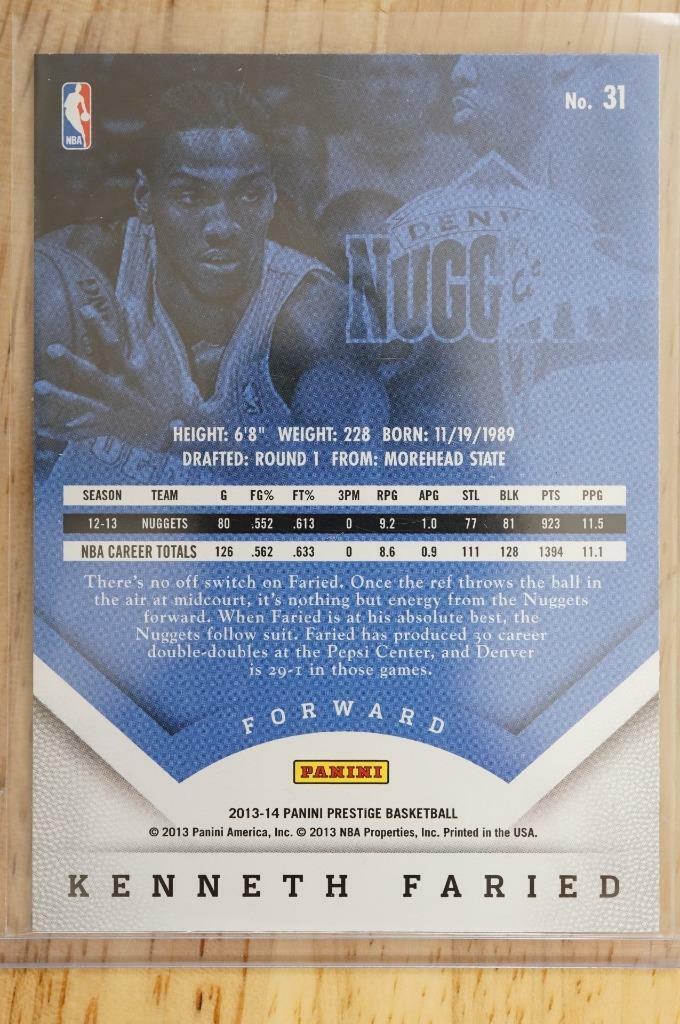 NBA
No. 31
DENV
NUGG
HEIGHT: 6'8" WEIGHT: 228 BORN: 11/19/1989
DRAFTED: ROUND 1 FROM: MOREHEAD STATE
SEASON TEAM G FG% FT% 3PM RPG APG STL BLK PTS PPG
12-13 NUGGETS 80 .552 .613 0 9.2 1.0 77 81 923 11.5
NBA CAREER TOTALS 126 .562 .633 0 8.6 0.9 111 128 1394 11.1
There's no off switch on Faried. Once the ref throws the ball in
the air at midcourt, it's nothing but energy from the Nuggets
forward. When Faried is at his absolute best, the
Nuggets follow suit. Faried has produced 30 career
double-doubles at the Pepsi Center, and Denver
is 29-1 in those games.
FORWARD
PANINI
2013-14 PANINI PRESTIGE BASKETBALL
© 2013 Panini America, Inc. © 2013 NBA Properties, Inc. Printed in the USA.
KENNETH FARIED